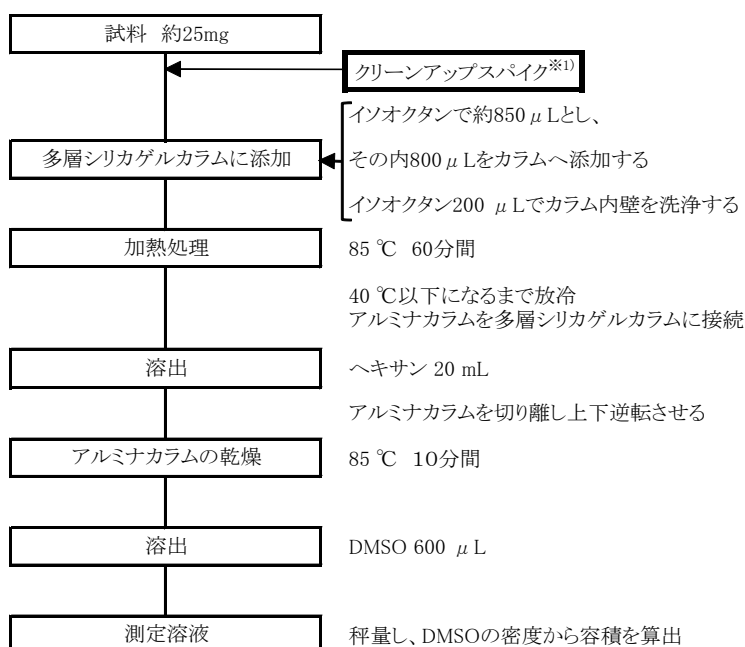 試料 約25mg
クリーンアップスパイク※1)
イソオクタンで約850μLとし、
多層シリカゲルカラムに添加
その内800μLをカラムへ添加する
イソオクタン200 μLでカラム内壁を洗浄する
加熱処理
85 ℃ 60分間
40 ℃以下になるまで放冷
アルミナカラムを多層シリカゲルカラムに接続
溶出
ヘキサン 20 mL
アルミナカラムを切り離し上下逆転させる
アルミナカラムの乾燥
85 ℃ 10分間
溶出
DMSO 600 μL
測定溶液
秤量し、DMSOの密度から容積を算出